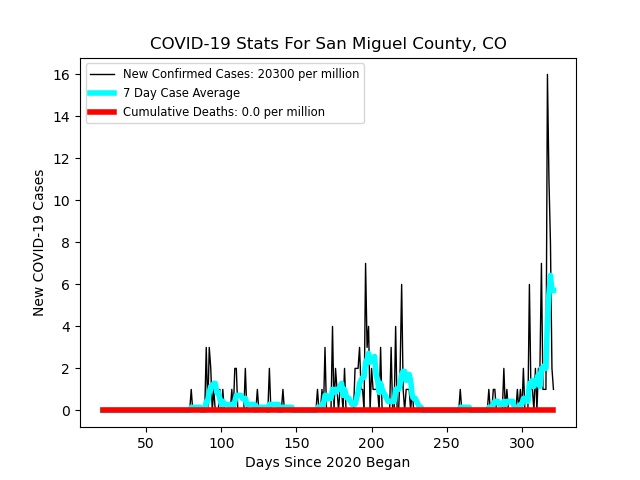 COVID-19 Stats For San Miguel County, CO
New Confirmed Cases: 20300 per million
7 Day Case Average
Cumulative Deaths: 0.0 per million
New COVID-19 Cases
16
14
12
10
8
6
4
2
0
50 100 150 200 250 300
Days Since 2020 Began